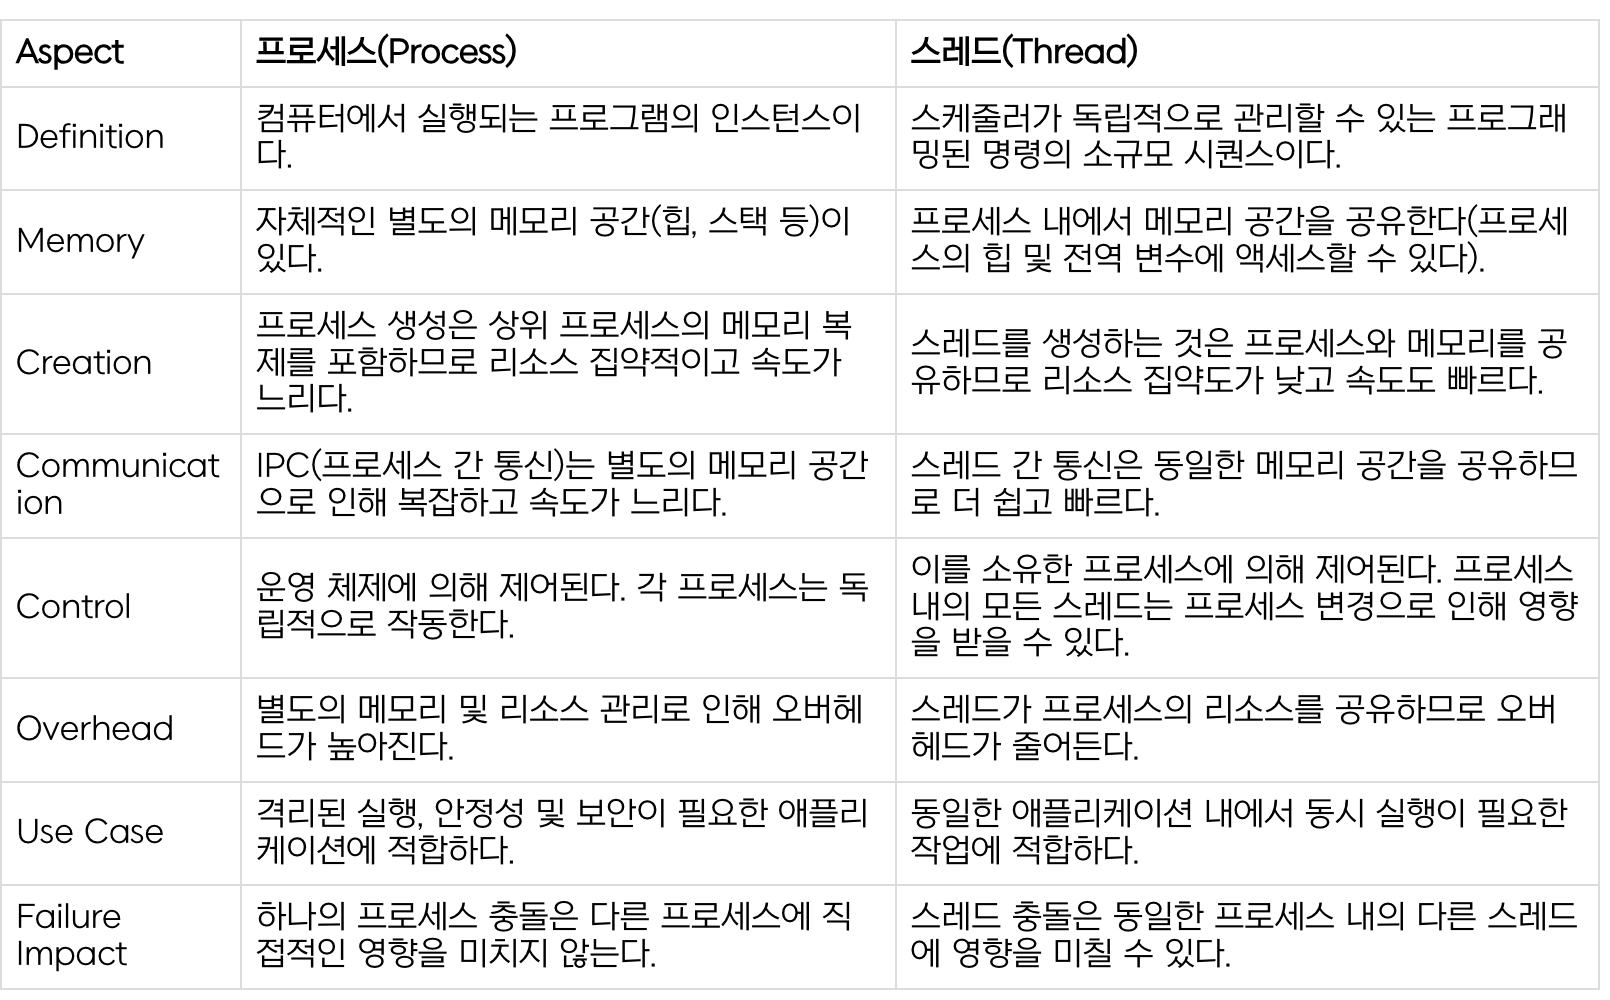 Aspect
프로세스(Process)
스레드(Thread)
Definition
컴퓨터에서 실행되는 프로그램의 인스턴스이
다.
스케줄러가 독립적으로 관리할 수 있는 프로그래
밍된 명령의 소규모 시퀀스이다.
Memory
자체적인 별도의 메모리 공간(힙, 스택 등)이
있다.
프로세스 내에서 메모리 공간을 공유한다(프로세
스의 힙 및 전역 변수에 액세스할 수 있다).
Creation
프로세스 생성은 상위 프로세스의 메모리 복
제를 포함하므로 리소스 집약적이고 속도가
느리다.
스레드를 생성하는 것은 프로세스와 메모리를 공
유하므로 리소스 집약도가 낮고 속도도 빠르다.
Communicat
ion
IPC(프로세스 간 통신)는 별도의 메모리 공간
으로 인해 복잡하고 속도가 느리다.
스레드 간 통신은 동일한 메모리 공간을 공유하므
로 더 쉽고 빠르다.
Control
운영 체제에 의해 제어된다. 각 프로세스는 독
립적으로 작동한다.
이를 소유한 프로세스에 의해 제어된다. 프로세스
내의 모든 스레드는 프로세스 변경으로 인해 영향
을 받을 수 있다.
Overhead
별도의 메모리 및 리소스 관리로 인해 오버헤
드가 높아진다.
스레드가 프로세스의 리소스를 공유하므로 오버
헤드가 줄어든다.
Use Case
격리된 실행, 안정성 및 보안이 필요한 애플리
케이션에 적합하다.
동일한 애플리케이션 내에서 동시 실행이 필요한
작업에 적합하다.
Failure
Impact
하나의 프로세스 충돌은 다른 프로세스에 직
접적인 영향을 미치지 않는다.
스레드 충돌은 동일한 프로세스 내의 다른 스레드
에 영향을 미칠 수 있다.